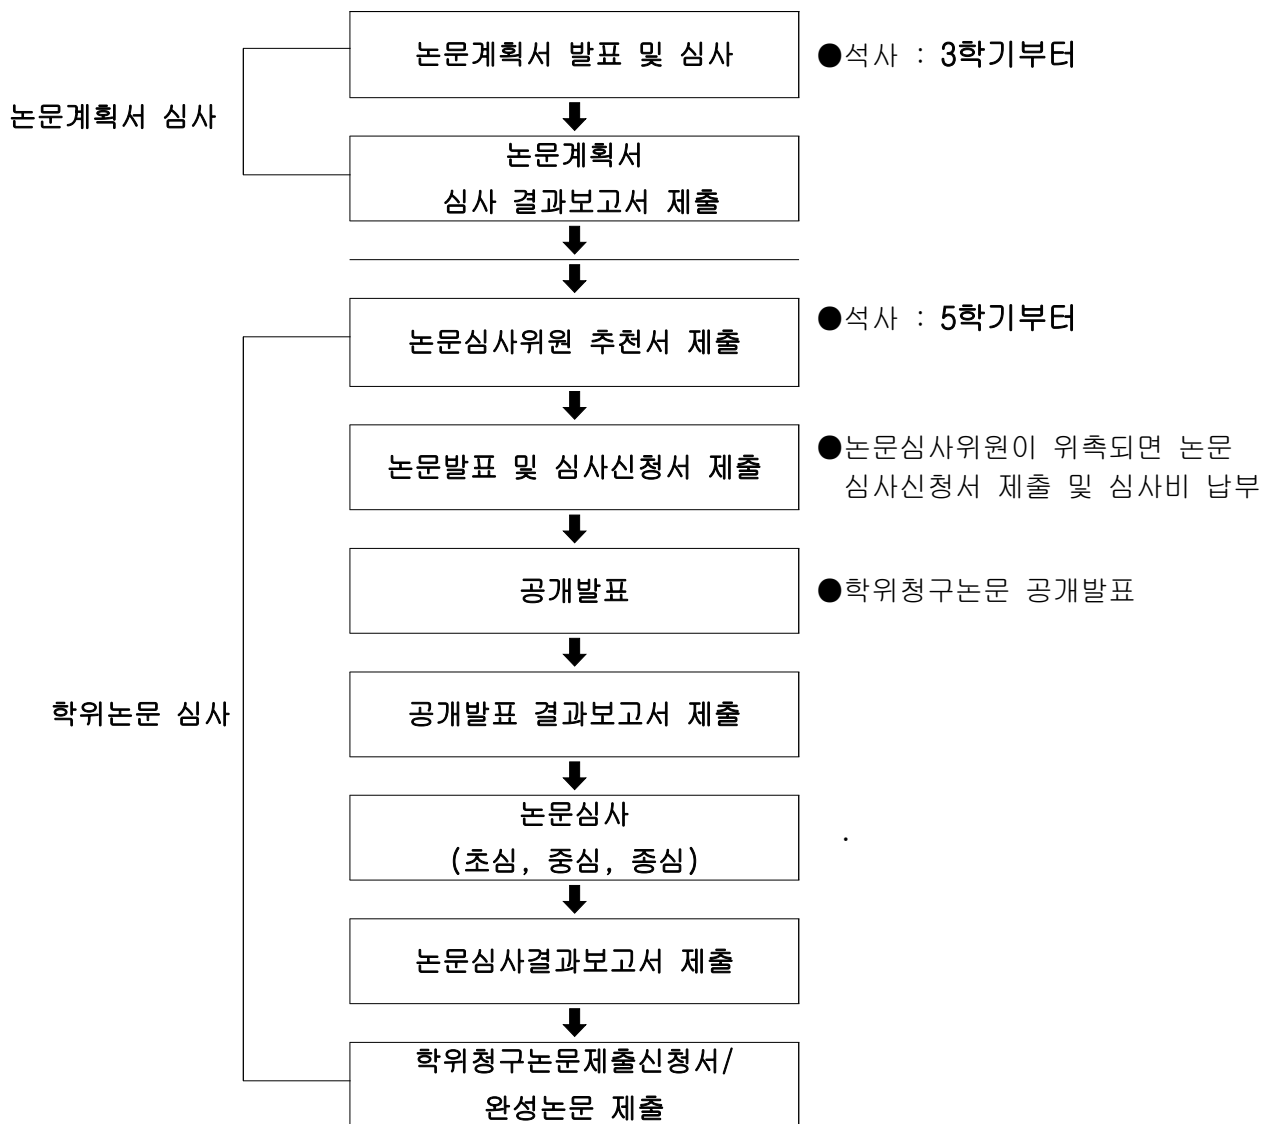 논문계획서 발표 및 심사
●석사 : 3학기부터
논문계획서 심사
논문계획서
심사 결과보고서 제출
논문심사위원 추천서 제출
●석사 : 5학기부터
논문발표 및 심사신청서 제출
●논문심사위원이 위촉되면 논문
심사신청서 제출 및 심사비 납부
공개발표
●학위청구논문 공개발표
학위논문 심사
공개발표 결과보고서 제출
논문심사
(초심, 중심, 종심)
.
논문심사결과보고서 제출
학위청구논문제출신청서/
완성논문 제출